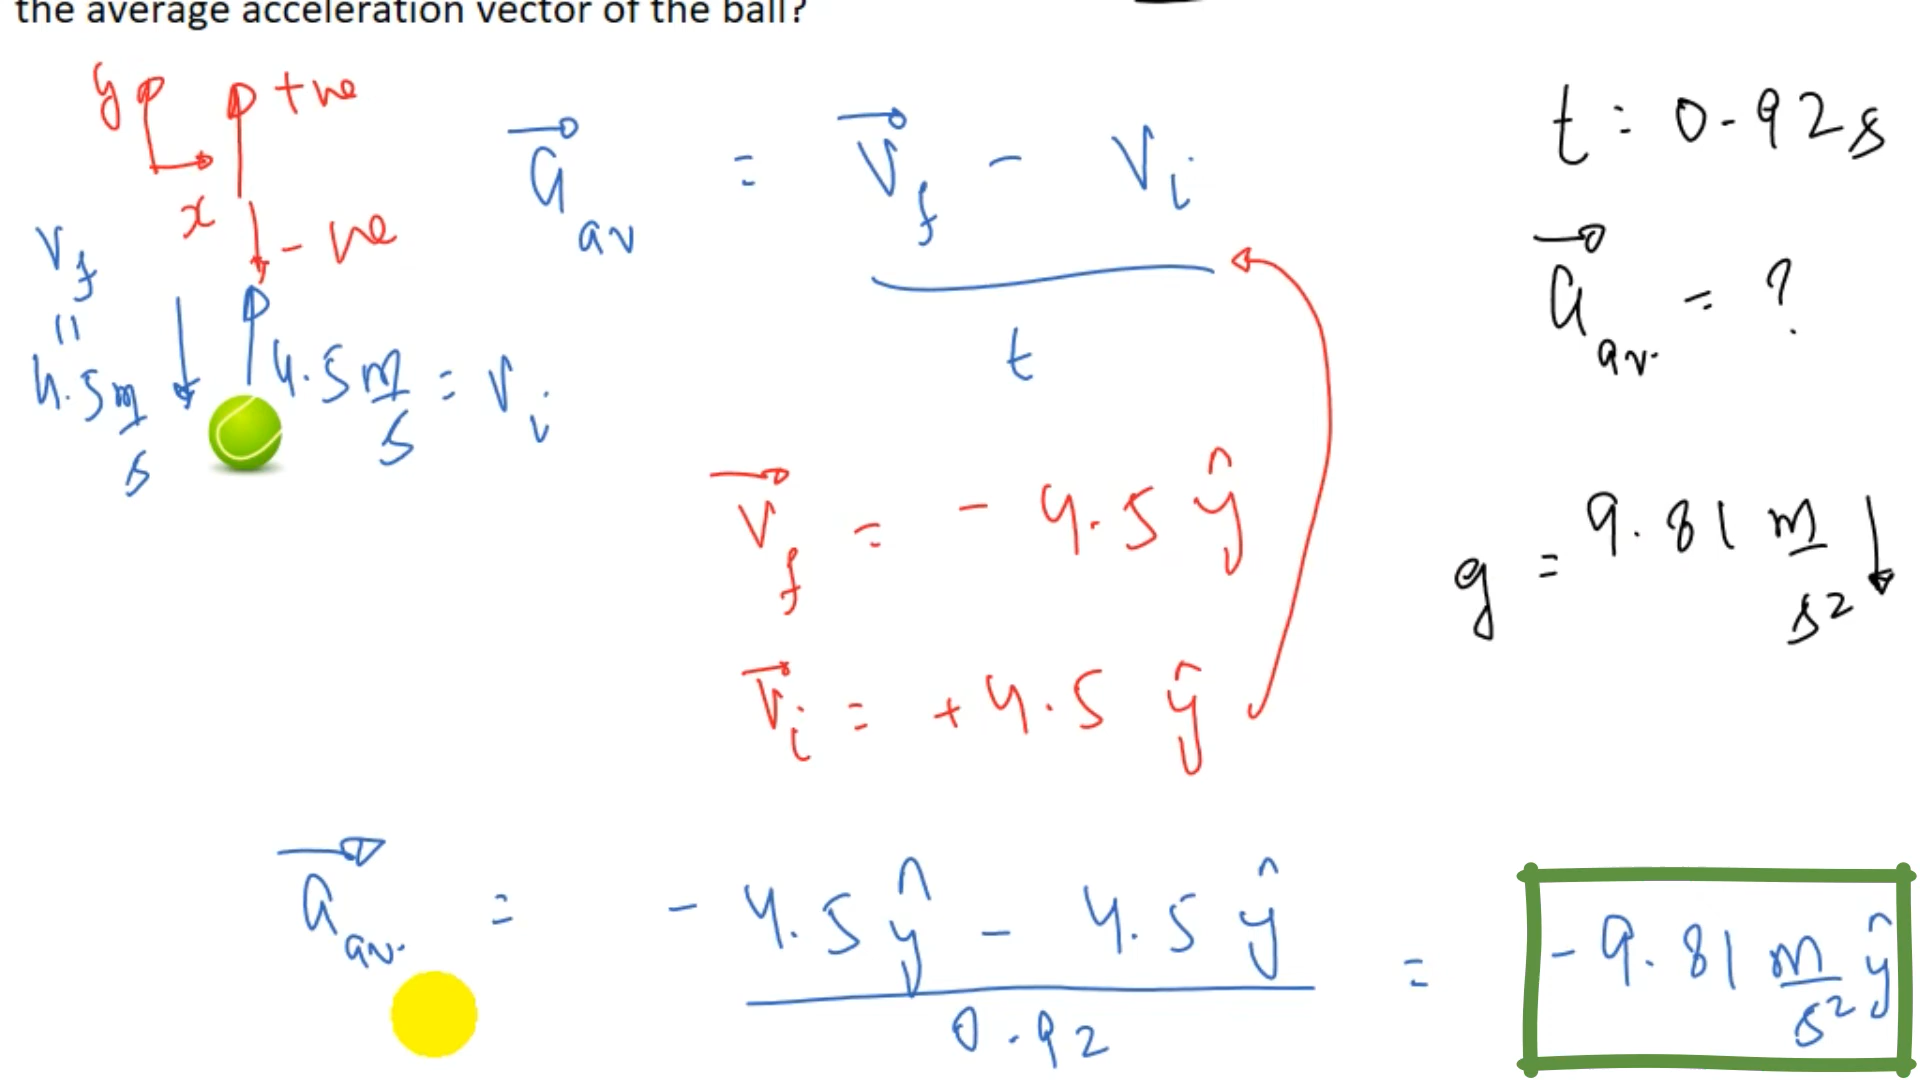 the average acceleration vector of the ball?
y +ve
x
- ve
a⃗ av = v⃗f - vi
t
t = 0.92 s
a⃗ av. = ?
vf = 4.5 m/s
4.5 m/s = vi
v⃗f = - 4.5 ŷ
g = 9.81 m/s² ↓
v⃗i = +4.5 ŷ
a⃗ av. = - 4.5 ŷ - 4.5 ŷ = - 9.81 m/s² ŷ
0.92